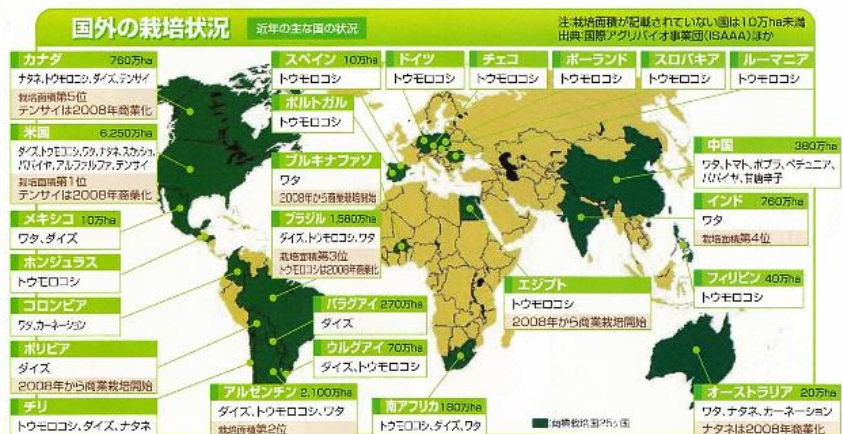 国外の栽培状況 近年の主な国の状況
注:栽培面積が記載されていない国は10万ha未満
出典:国際アグリバイオ事業団(ISAAA)ほか
カナダ 760万ha
ナタネ、トウモロコシ、ダイズ、テンサイ
栽培面積第5位
テンサイは2008年商業化
米国 6,250万ha
ダイズ、トウモロコシ、ワタ、ナタネ、スカッシュ、
パパイヤ、アルファルファ、テンサイ
栽培面積第1位
テンサイは2008年商業化
メキシコ 10万ha
ワタ、ダイズ
ホンジュラス
トウモロコシ
コロンビア
ワタ、カーネーション
ボリビア
ダイズ
2008年から商業栽培開始
チリ
トウモロコシ、ダイズ、ナタネ
スペイン 10万ha
トウモロコシ
ポルトガル
トウモロコシ
ドイツ
トウモロコシ
チェコ
トウモロコシ
ポーランド
トウモロコシ
スロバキア
トウモロコシ
ルーマニア
トウモロコシ
ブルキナファソ
ワタ
2008年から商業栽培開始
ブラジル 1,580万ha
ダイズ、トウモロコシ、ワタ
栽培面積第3位
トウモロコシは2008年商業化
パラグアイ 270万ha
ダイズ
ウルグアイ 70万ha
ダイズ、トウモロコシ
アルゼンチン 2,100万ha
ダイズ、トウモロコシ、ワタ
栽培面積第2位
南アフリカ 180万ha
トウモロコシ、ダイズ、ワタ
エジプト
トウモロコシ
2008年から商業栽培開始
中国 380万ha
ワタ、トマト、ポプラ、ペチュニア、
パパイヤ、甘唐辛子
インド 760万ha
ワタ
栽培面積第4位
フィリピン 40万ha
トウモロコシ
オーストラリア 20万ha
ワタ、ナタネ、カーネーション
ナタネは2008年商業化
:商業栽培国25ヶ国